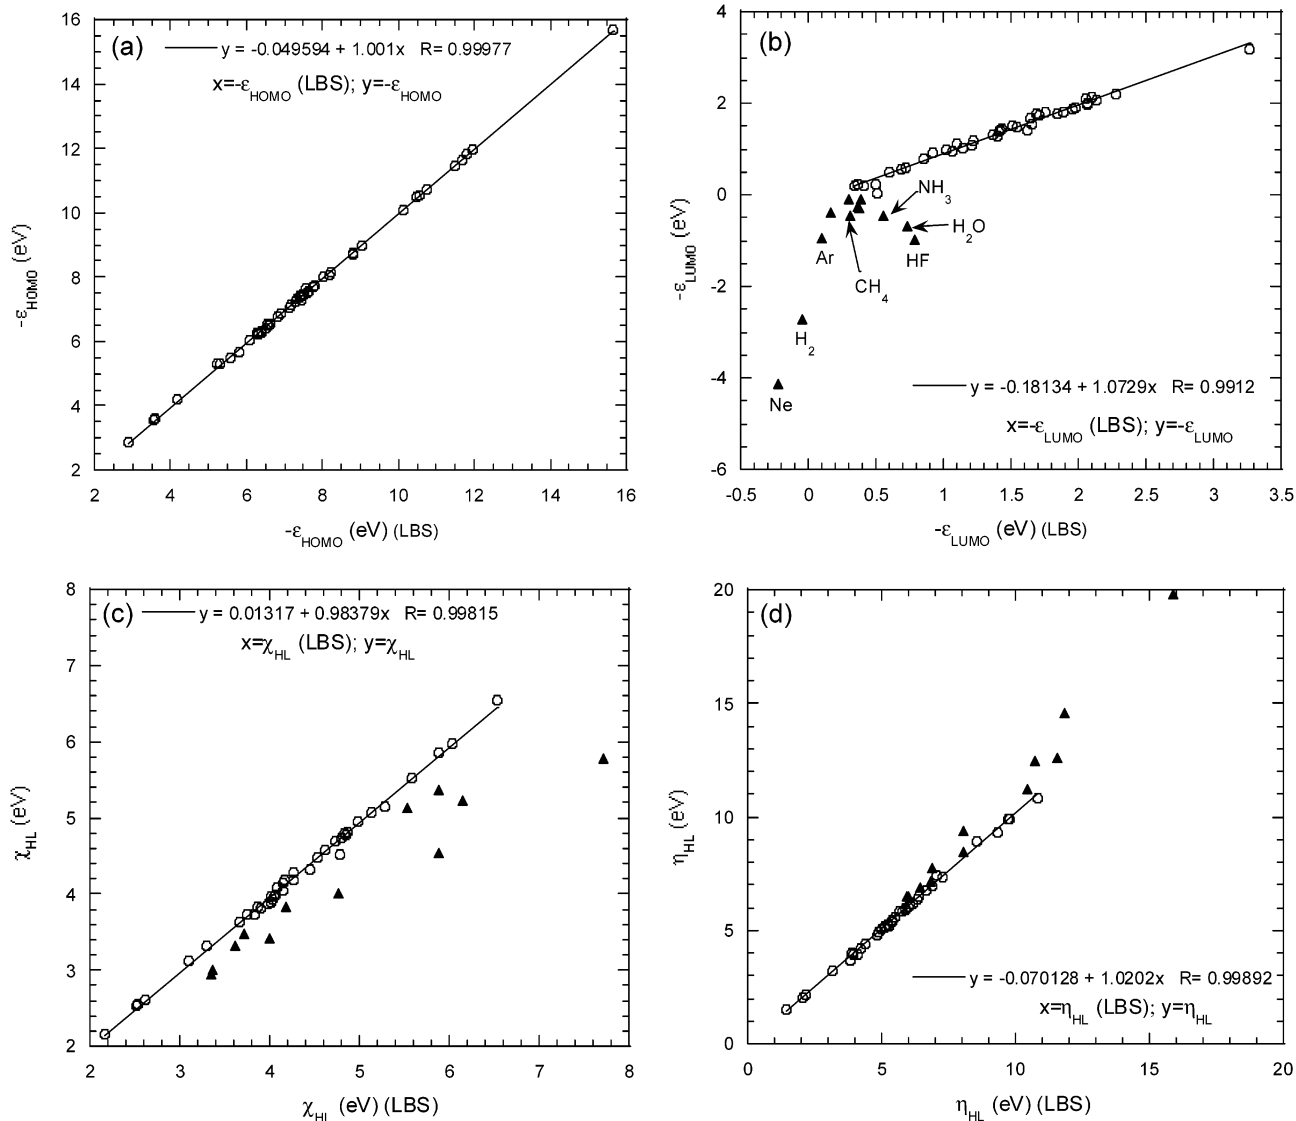 (a)
y = -0.049594 + 1.001x R= 0.99977
x=-ε_HOMO (LBS); y=-ε_HOMO
16
14
12
10
8
6
4
2
-ε_HOMO (eV)
2 4 6 8 10 12 14 16
-ε_HOMO (eV) (LBS)
(b)
4
2
0
-2
-4
-6
-ε_LUMO (eV)
NH3
H2O
HF
Ar
CH4
H2
Ne
y = -0.18134 + 1.0729x R= 0.9912
x=-ε_LUMO (LBS); y=-ε_LUMO
-0.5 0 0.5 1 1.5 2 2.5 3 3.5
-ε_LUMO (eV) (LBS)
(c)
y = 0.01317 + 0.98379x R= 0.99815
x=χ_HL (LBS); y=χ_HL
8
7
6
5
4
3
2
χ_HL (eV)
2 3 4 5 6 7 8
χ_HL (eV) (LBS)
(d)
20
15
10
5
0
η_HL (eV)
y = -0.070128 + 1.0202x R= 0.99892
x=η_HL (LBS); y=η_HL
0 5 10 15 20
η_HL (eV) (LBS)